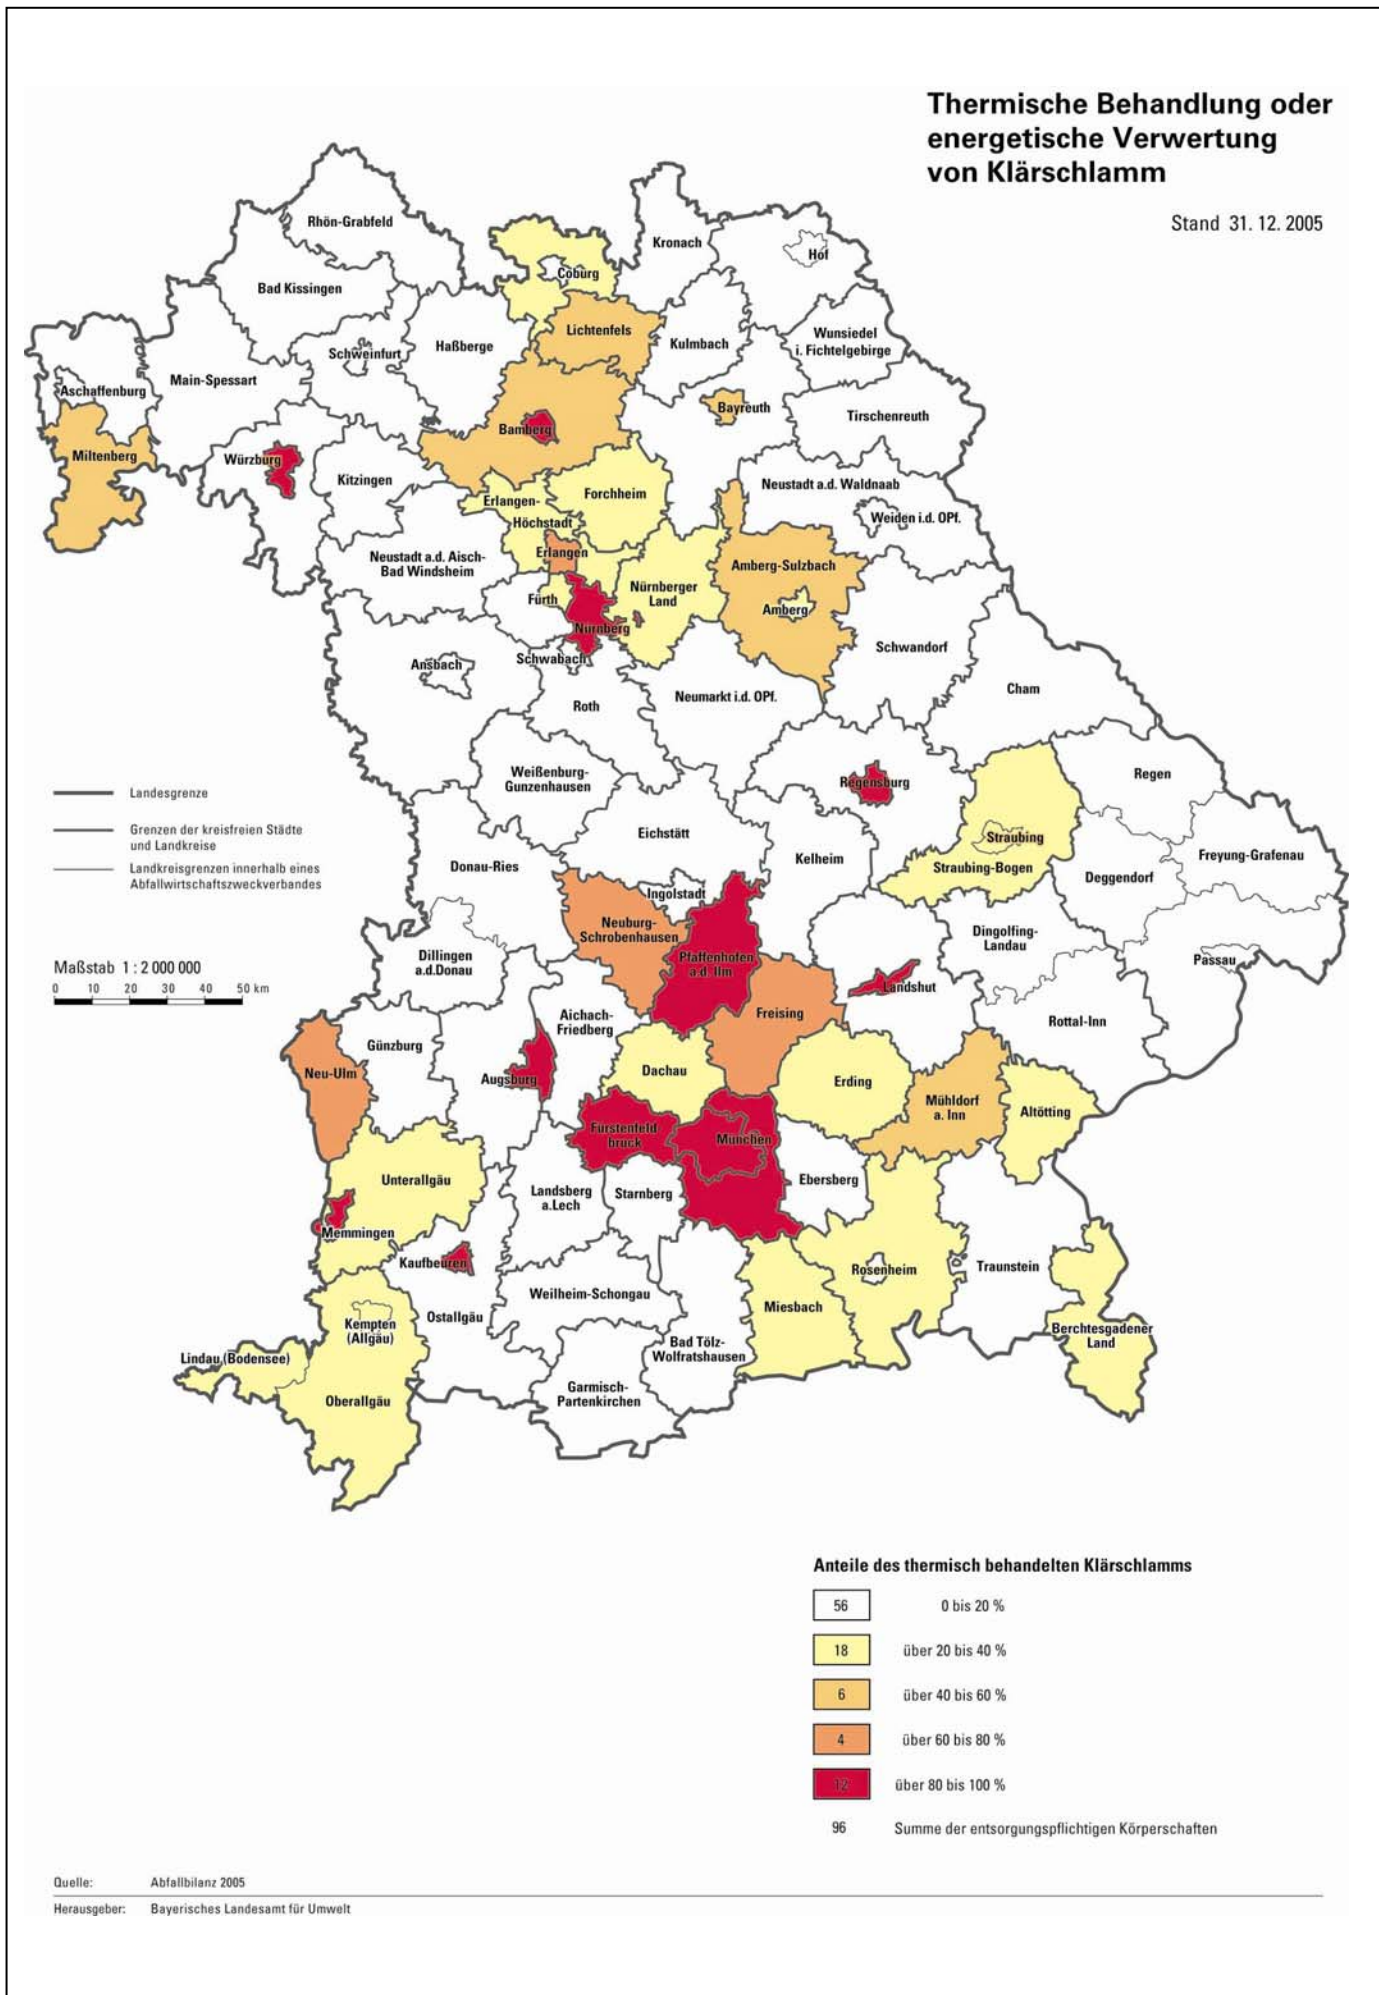 Thermische Behandlung oder
energetische Verwertung
von Klärschlamm
Stand 31. 12. 2005
Rhön-Grabfeld
Kronach
Hof
Coburg
Bad Kissingen
Lichtenfels
Wunsiedel
i. Fichtelgebirge
Kulmbach
Haßberge
Schweinfurt
Main-Spessart
Aschaffenburg
Bayreuth
Tirschenreuth
Bamberg
Miltenberg
Würzburg
Kitzingen
Neustadt a.d. Waldnaab
Forchheim
Erlangen-
Höchstadt
Weiden i.d. OPf.
Neustadt a.d. Aisch-
Bad Windsheim
Erlangen
Amberg-Sulzbach
Nürnberger
Land
Fürth
Amberg
Nürnberg
Schwabach
Ansbach
Schwandorf
Cham
Neumarkt i.d. OPf.
Roth
Weißenburg-
Gunzenhausen
Regen
Regensburg
Landesgrenze
Grenzen der kreisfreien Städte
und Landkreise
Landkreisgrenzen innerhalb eines
Abfallwirtschaftszweckverbandes
Eichstätt
Straubing
Kelheim
Freyung-Grafenau
Donau-Ries
Straubing-Bogen
Deggendorf
Ingolstadt
Neuburg-
Schrobenhausen
Dingolfing-
Landau
Dillingen
a.d.Donau
Pfaffenhofen
a.d. Ilm
Passau
Maßstab 1 : 2 000 000
0 10 20 30 40 50 km
Landshut
Freising
Aichach-
Friedberg
Rottal-Inn
Günzburg
Neu-Ulm
Dachau
Augsburg
Erding
Mühldorf
a. Inn
Altötting
Fürstenfeld
bruck
München
Unterallgäu
Ebersberg
Landsberg
a.Lech
Starnberg
Memmingen
Kaufbeuren
Rosenheim
Traunstein
Weilheim-Schongau
Miesbach
Ostallgäu
Kempten
(Allgäu)
Berchtesgadener
Land
Bad Tölz-
Wolfratshausen
Lindau (Bodensee)
Oberallgäu
Garmisch-
Partenkirchen
Anteile des thermisch behandelten Klärschlamms
56 0 bis 20 %
18 über 20 bis 40 %
6 über 40 bis 60 %
4 über 60 bis 80 %
12 über 80 bis 100 %
96 Summe der entsorgungspflichtigen Körperschaften
Quelle: Abfallbilanz 2005
Herausgeber: Bayerisches Landesamt für Umwelt